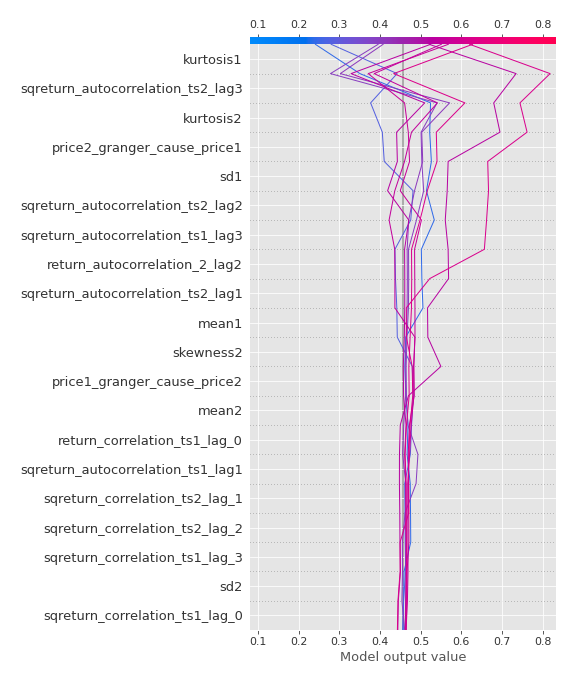 0.1 0.2 0.3 0.4 0.5 0.6 0.7 0.8
kurtosis1
sqreturn_autocorrelation_ts2_lag3
kurtosis2
price2_granger_cause_price1
sd1
sqreturn_autocorrelation_ts2_lag2
sqreturn_autocorrelation_ts1_lag3
return_autocorrelation_2_lag2
sqreturn_autocorrelation_ts2_lag1
mean1
skewness2
price1_granger_cause_price2
mean2
return_correlation_ts1_lag_0
sqreturn_autocorrelation_ts1_lag1
sqreturn_correlation_ts2_lag_1
sqreturn_correlation_ts2_lag_2
sqreturn_correlation_ts1_lag_3
sd2
sqreturn_correlation_ts1_lag_0
0.1 0.2 0.3 0.4 0.5 0.6 0.7 0.8
Model output value